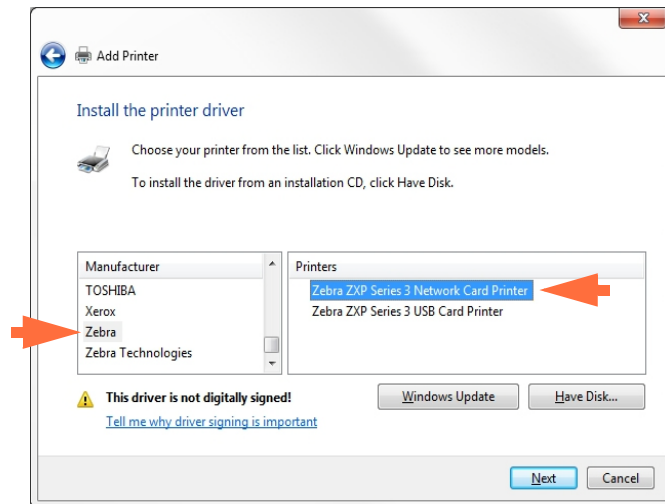 Add Printer
Install the printer driver
Choose your printer from the list. Click Windows Update to see more models.
To install the driver from an installation CD, click Have Disk.
Manufacturer
TOSHIBA
Xerox
Zebra
Zebra Technologies
Printers
Zebra ZXP Series 3 Network Card Printer
Zebra ZXP Series 3 USB Card Printer
This driver is not digitally signed!
Tell me why driver signing is important
Windows Update
Have Disk...
Next
Cancel